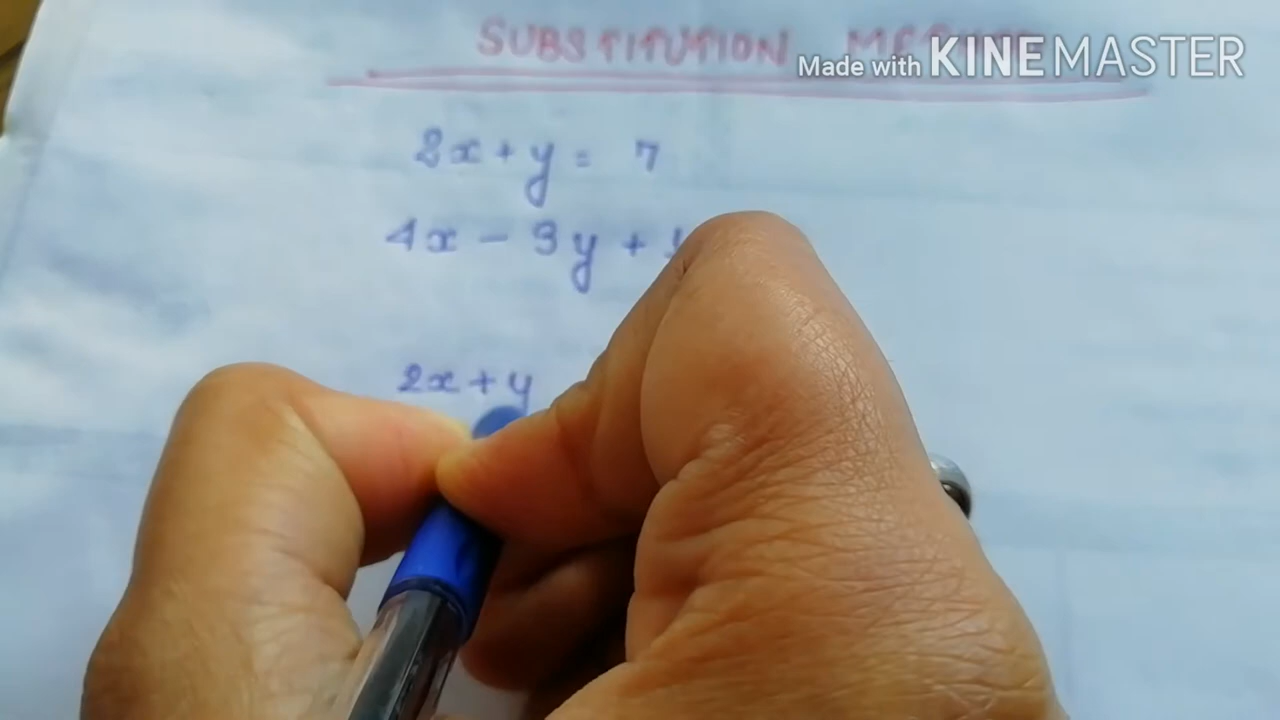 SUBSTITUTION
Made with KINEMASTER
2x + y = 7
4x - 3y +
2x + y